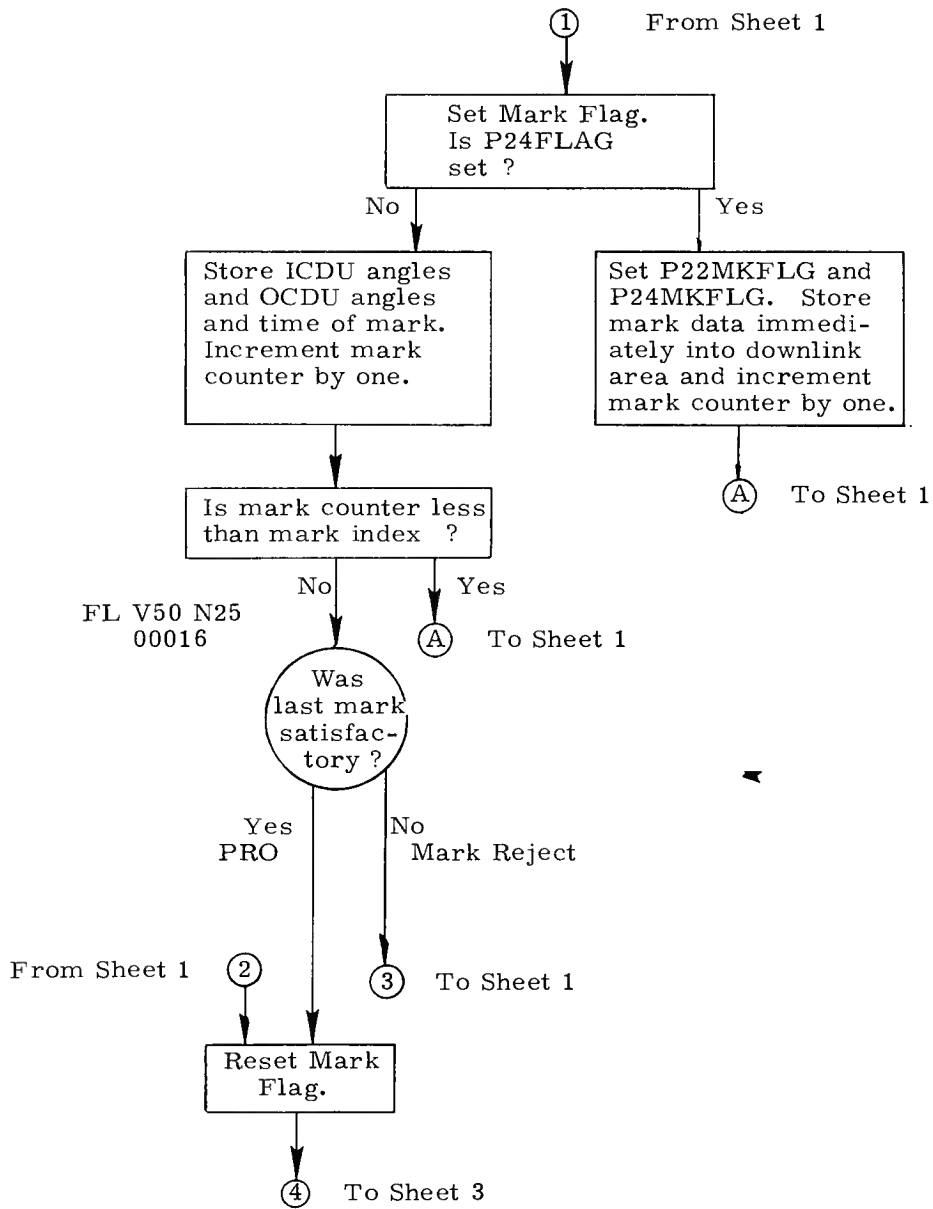 1 From Sheet 1
Set Mark Flag.
Is P24FLAG
set ?
No
Yes
Store ICDU angles
and OCDU angles
and time of mark.
Increment mark
counter by one.
Set P22MKFLG and
P24MKFLG. Store
mark data immedi-
ately into downlink
area and increment
mark counter by one.
A To Sheet 1
Is mark counter less
than mark index ?
No
Yes
FL V50 N25
00016
A To Sheet 1
Was
last mark
satisfac-
tory ?
Yes
PRO
No
Mark Reject
From Sheet 1 2
3 To Sheet 1
Reset Mark
Flag.
4 To Sheet 3